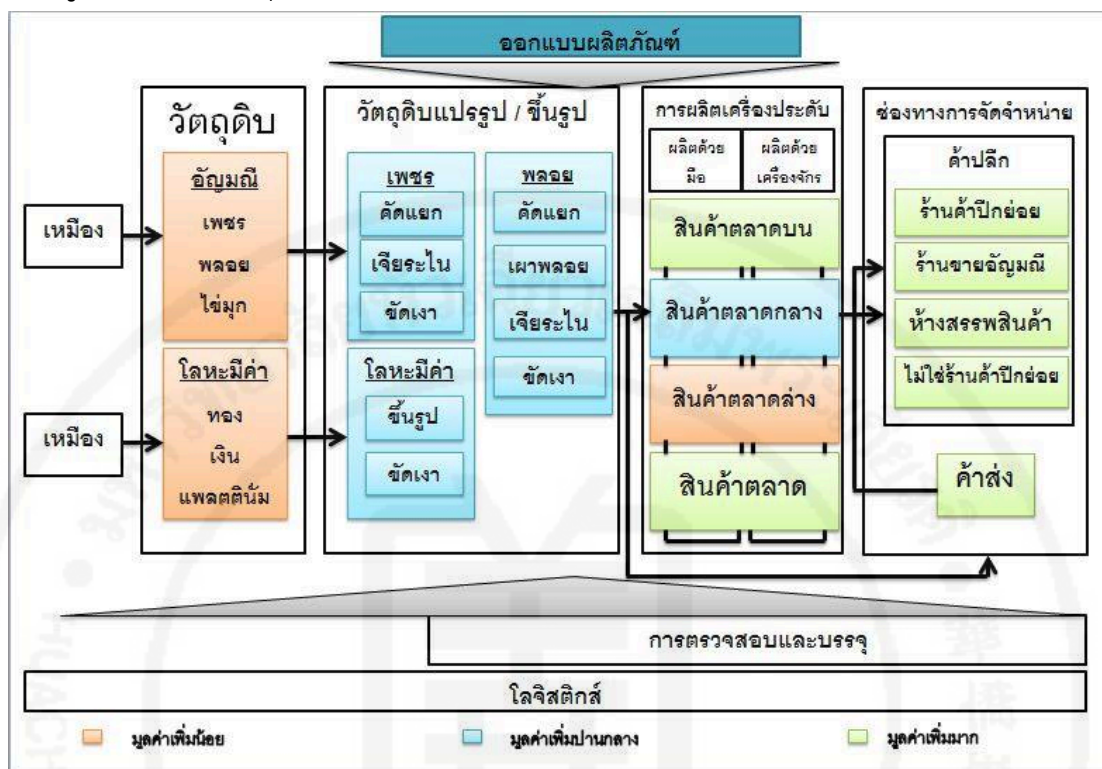 ออกแบบผลิตภัณฑ์
เหมือง
เหมือง
วัตถุดิบ
อัญมณี
เพชร
พลอย
ไข่มุก
โลหะมีค่า
ทอง
เงิน
แพลตตินั่ม
วัตถุดิบแปรรูป / ขึ้นรูป
เพชร
คัดแยก
เจียระไน
ขัดเงา
โลหะมีค่า
ขึ้นรูป
ขัดเงา
พลอย
คัดแยก
เผาพลอย
เจียระไน
ขัดเงา
การผลิตเครื่องประดับ
ผลิตด้วย
มือ
ผลิตด้วย
เครื่องจักร
สินค้าตลาดบน
สินค้าตลาดกลาง
สินค้าตลาดล่าง
สินค้าตลาด
ช่องทางการจัดจำหน่าย
ค้าปลีก
ร้านค้าปีกย่อย
ร้านขายอัญมณี
ห้างสรรพสินค้า
ไม่ใช่ร้านค้าปีกย่อย
ค้าส่ง
การตรวจสอบและบรรจุ
โลจิสติกส์
มูลค่าเพิ่มน้อย
มูลค่าเพิ่มปานกลาง
มูลค่าเพิ่มมาก